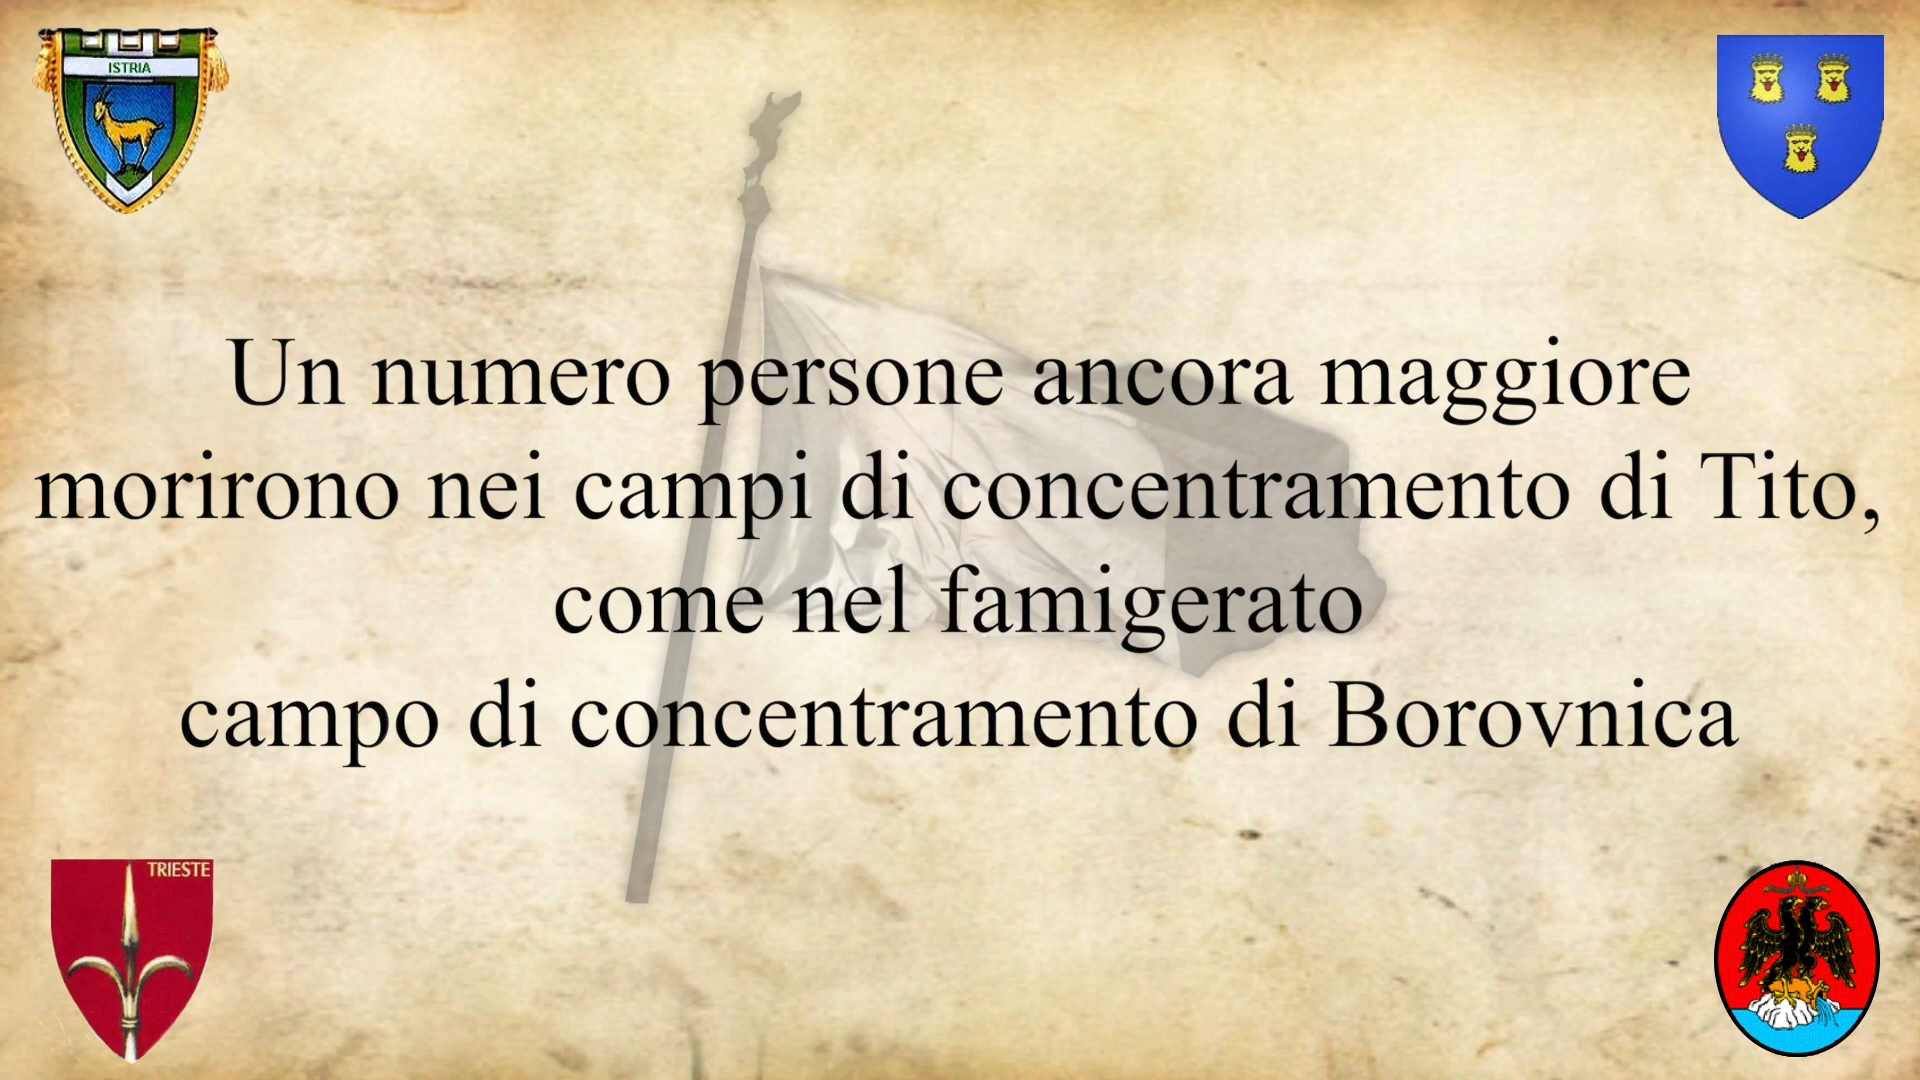 ISTRIA
Un numero persone ancora maggiore
morirono nei campi di concentramento di Tito,
come nel famigerato
campo di concentramento di Borovnica
TRIESTE